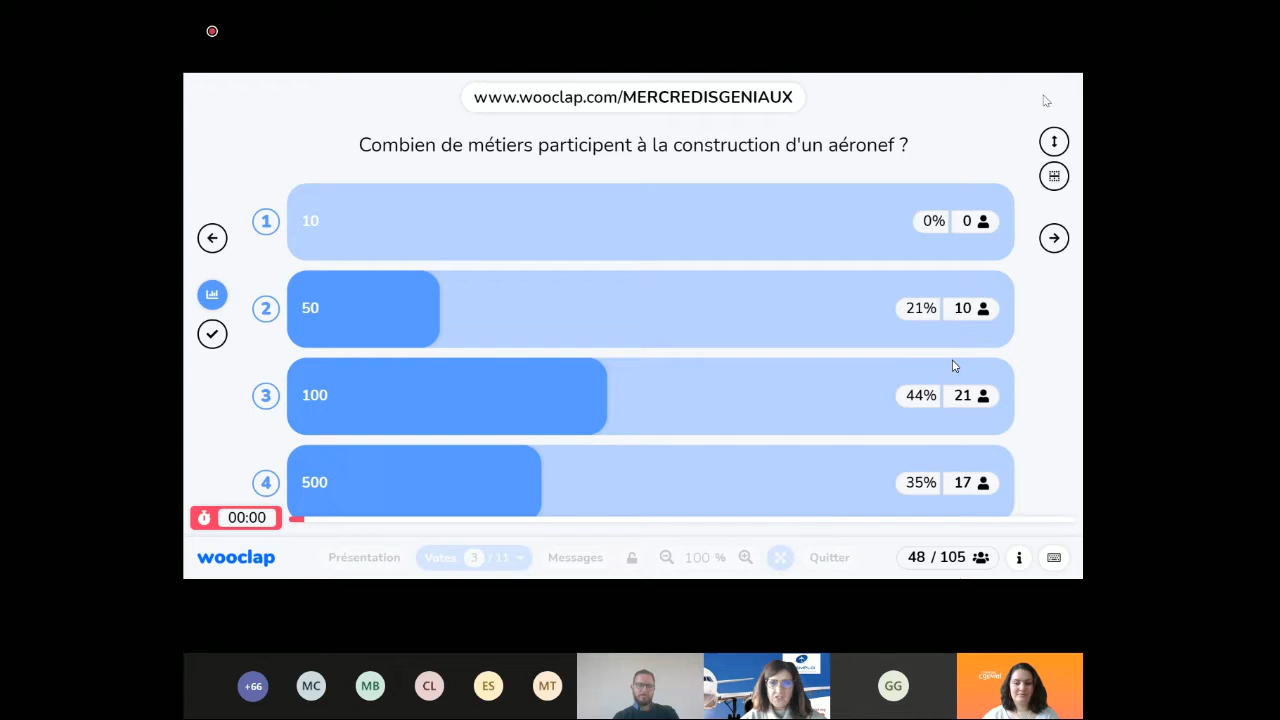 www.wooclap.com/MERCREDISGENIAUX
Combien de métiers participent à la construction d'un aéronef ?
1 10 0% 0
2 50 21% 10
3 100 44% 21
4 500 35% 17
00:00
wooclap Présentation Votes 3 / 11 Messages 100 % Quitter 48 / 105
+66 MC MB CL ES MT GG